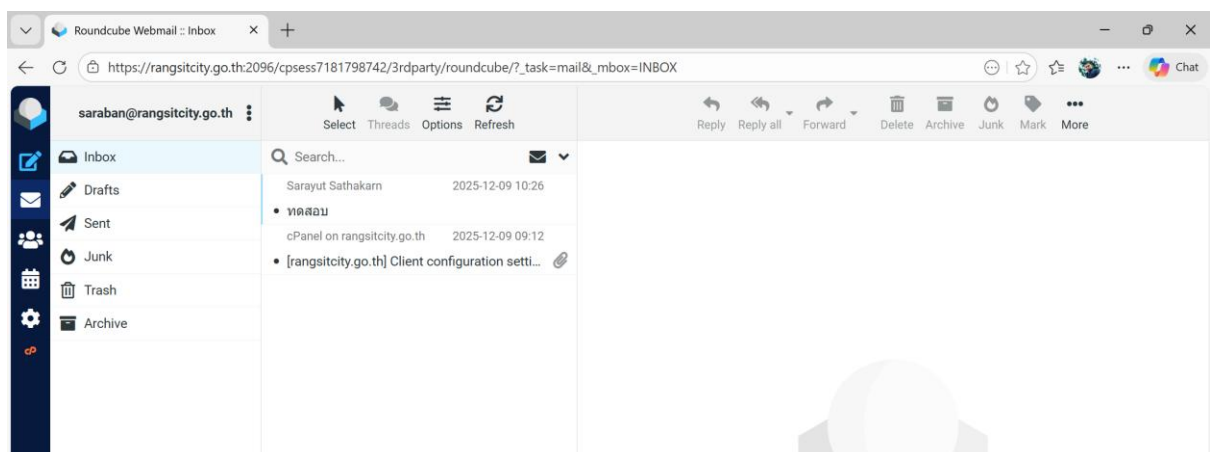 Roundcube Webmail :: Inbox
https://rangsitcity.go.th:2096/cpsess7181798742/3rdparty/roundcube/?_task=mail&_mbox=INBOX
Chat
saraban@rangsitcity.go.th
Select Threads Options Refresh
Reply Reply all Forward Delete Archive Junk Mark More
Inbox
Drafts
Sent
Junk
Trash
Archive
Search...
Sarayut Sathakarn 2025-12-09 10:26
• ทดสอบ
cPanel on rangsitcity.go.th 2025-12-09 09:12
• [rangsitcity.go.th] Client configuration setti...
cP